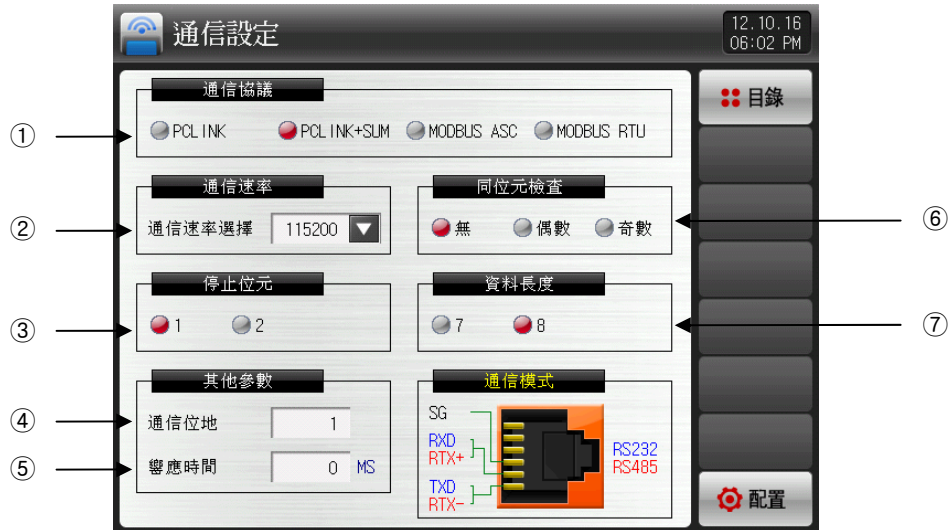 通信設定
12.10.16
06:02 PM
目錄
通信協議
① PCLINK PCLINK+SUM MODBUS ASC MODBUS RTU
通信速率
② 通信速率選擇 115200
同位元檢查
無 偶數 奇數 ⑥
停止位元
③ 1 2
資料長度
7 8 ⑦
其他參數
④ 通信位地 1
⑤ 響應時間 0 MS
通信模式
SG
RXD
RTX+
TXD
RTX-
RS232
RS485
配置